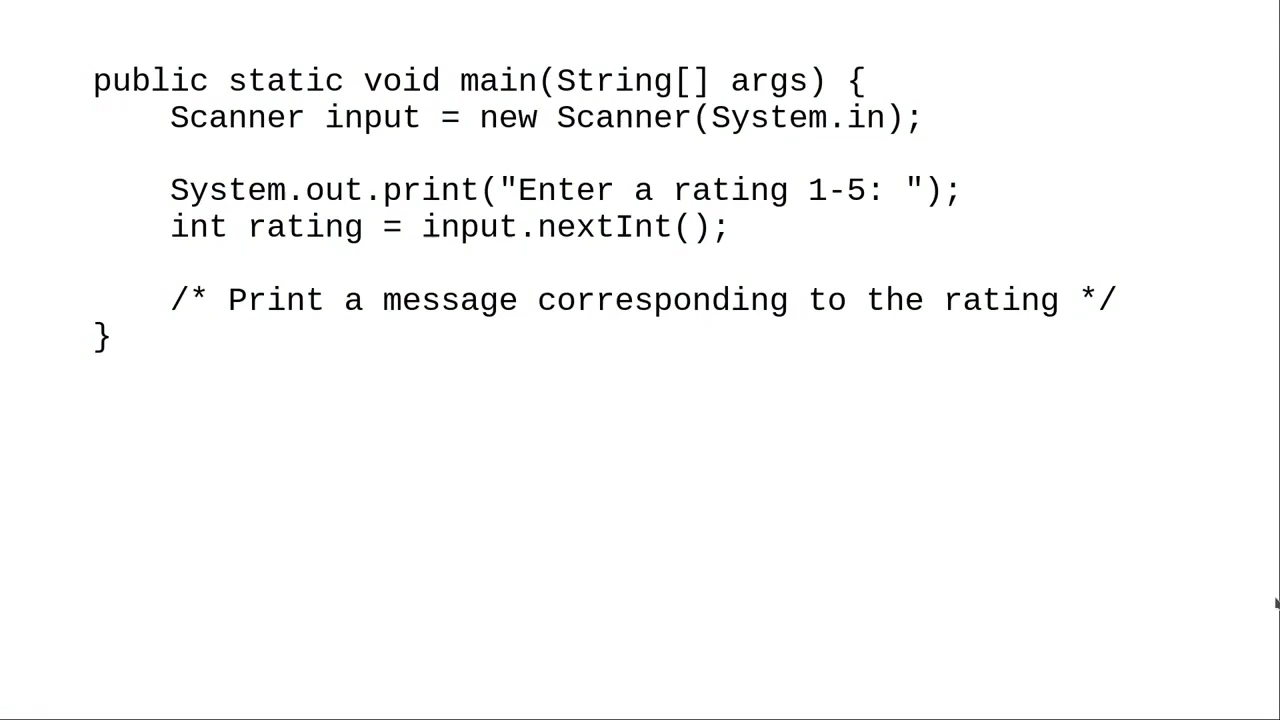 public static void main(String[] args) {
    Scanner input = new Scanner(System.in);
    System.out.print("Enter a rating 1-5: ");
    int rating = input.nextInt();
    /* Print a message corresponding to the rating */
}